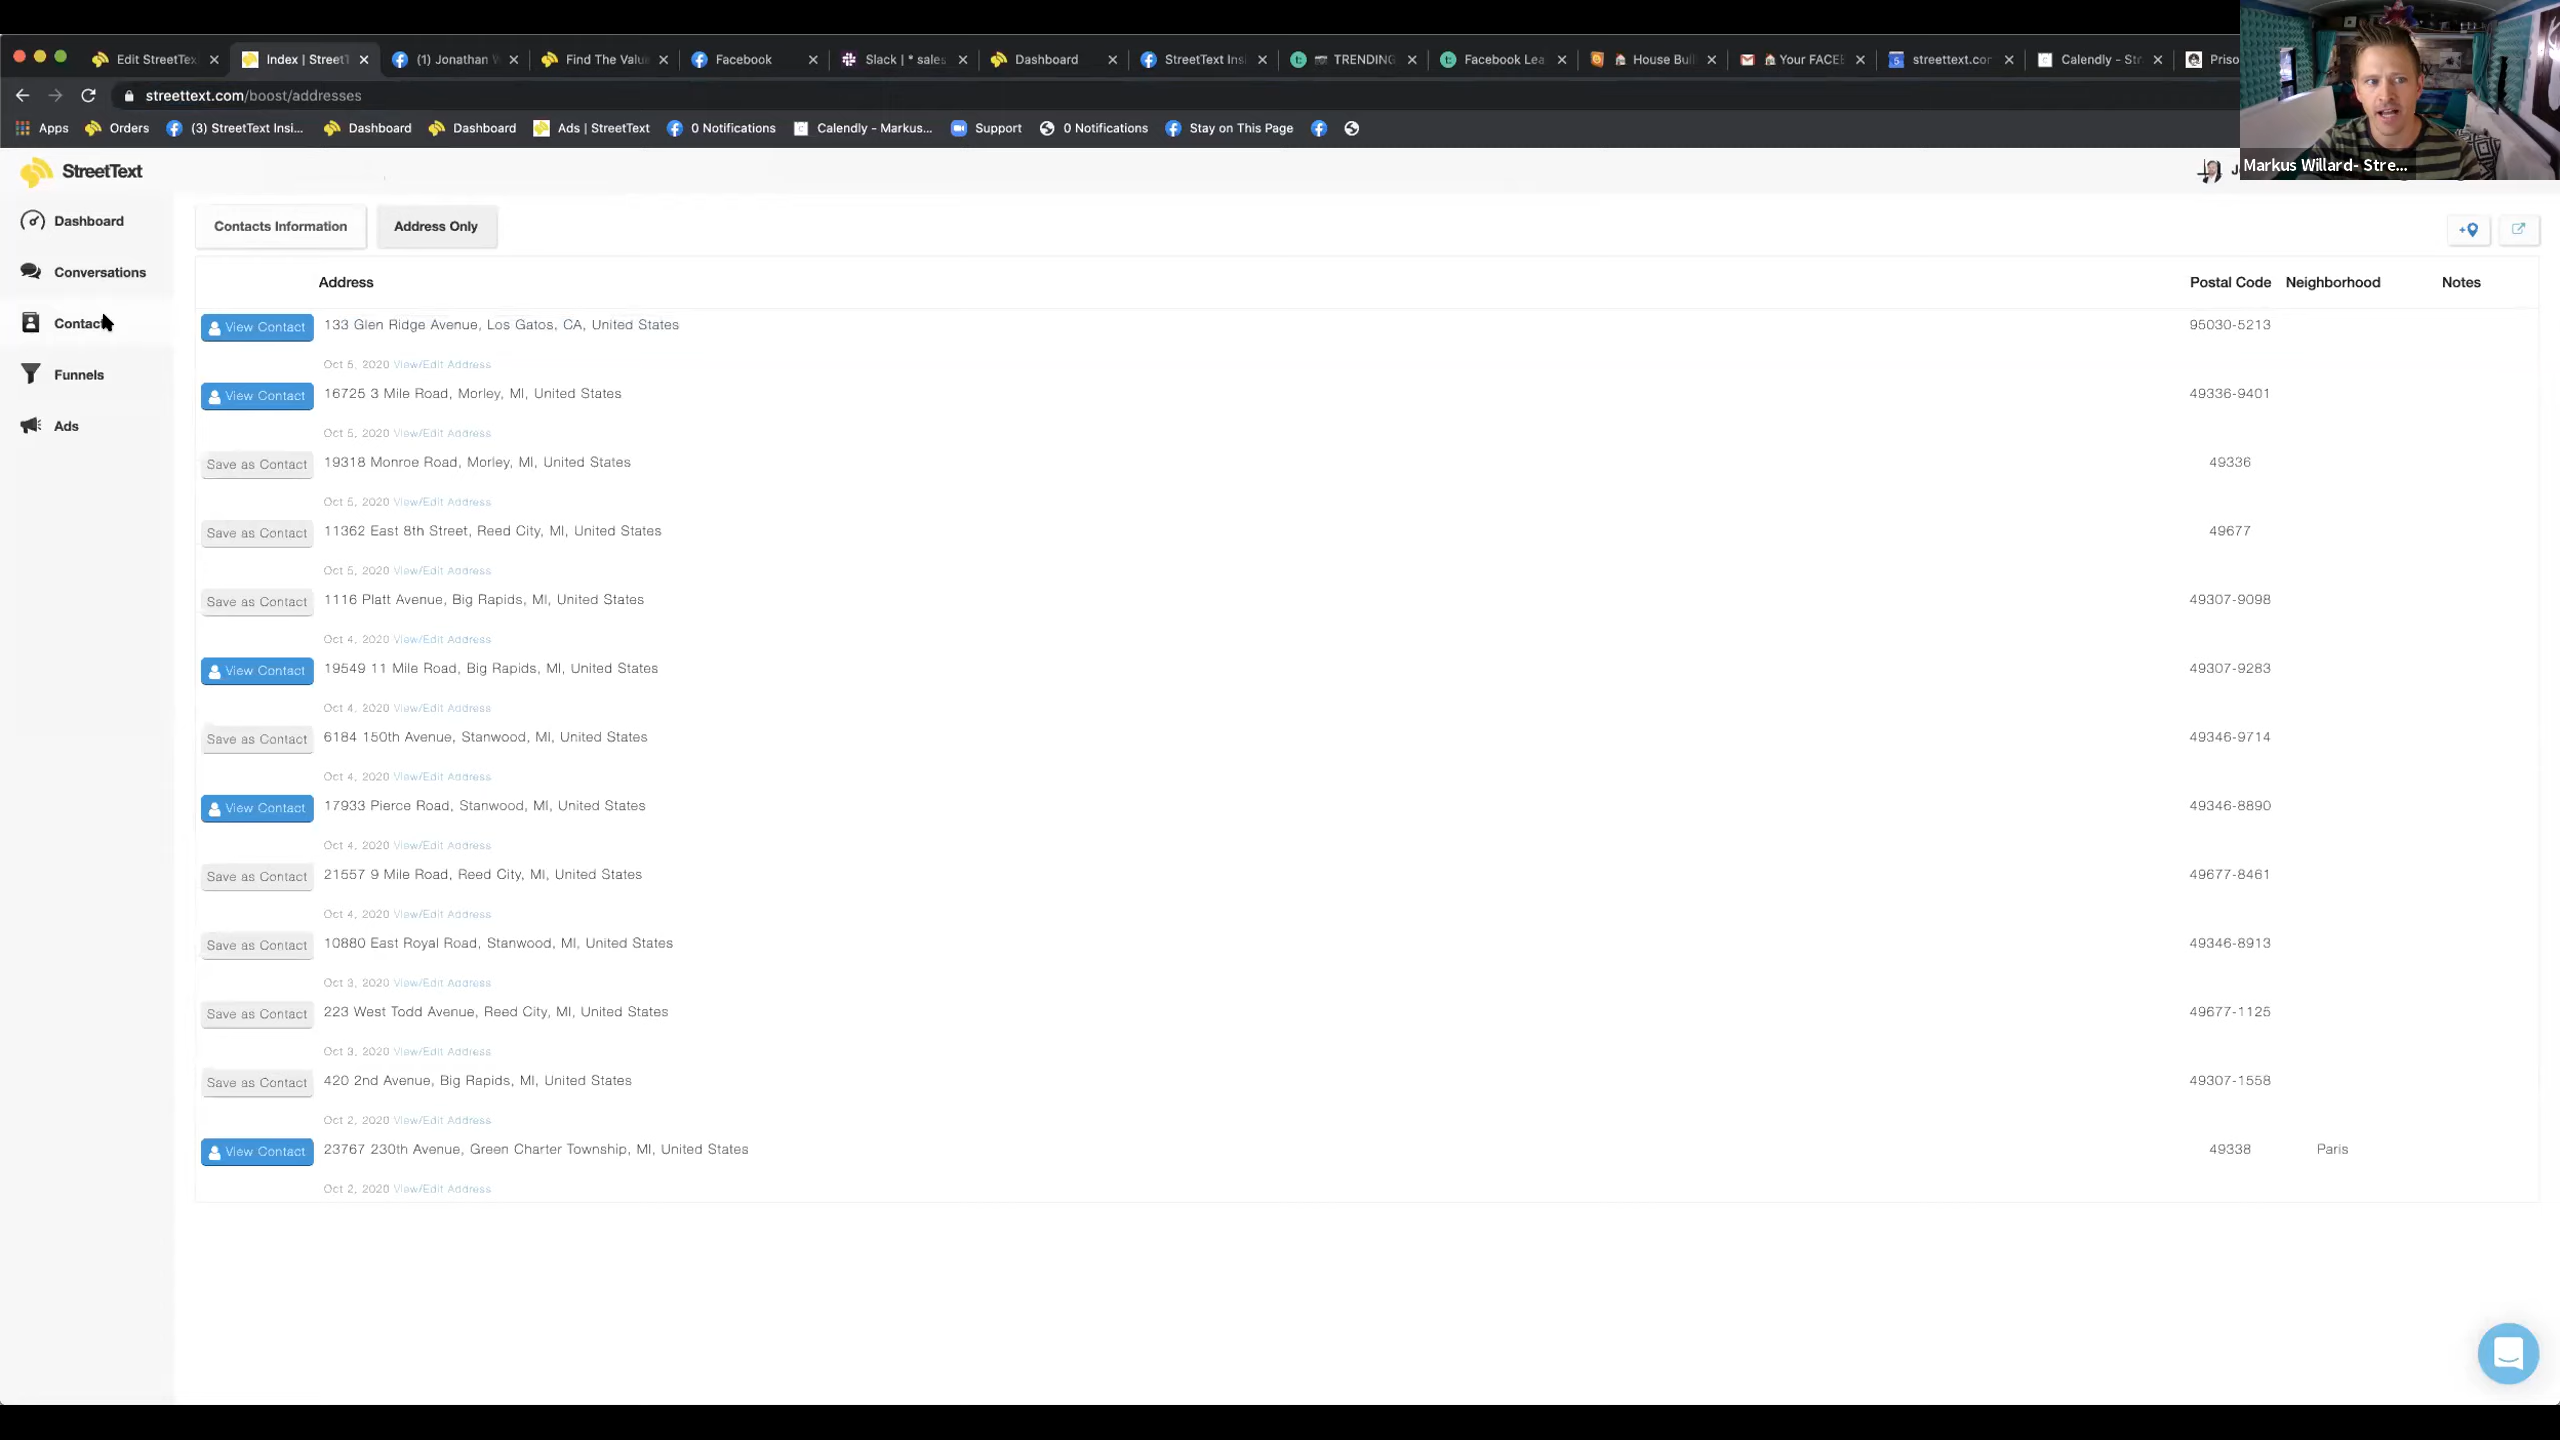 Edit StreetTex
Index | StreetT
(1) Jonathan W
Find The Value
Facebook
Slack | * sales
Dashboard
StreetText Insi
TRENDING
Facebook Lea
House Buil
Your FACEB
streettext.com
Calendly - Str
Priso
streettext.com/boost/addresses
Apps
Orders
(3) StreetText Insi...
Dashboard
Dashboard
Ads | StreetText
0 Notifications
Calendly - Markus...
Support
0 Notifications
Stay on This Page
StreetText
Markus Willard- Stre...
Dashboard
Conversations
Contac
Funnels
Ads
Contacts Information
Address Only
Address Postal Code Neighborhood Notes
View Contact 133 Glen Ridge Avenue, Los Gatos, CA, United States 95030-5213
Oct 5, 2020 View/Edit Address
View Contact 16725 3 Mile Road, Morley, MI, United States 49336-9401
Oct 5, 2020 View/Edit Address
Save as Contact 19318 Monroe Road, Morley, MI, United States 49336
Oct 5, 2020 View/Edit Address
Save as Contact 11362 East 8th Street, Reed City, MI, United States 49677
Oct 5, 2020 View/Edit Address
Save as Contact 1116 Platt Avenue, Big Rapids, MI, United States 49307-9098
Oct 4, 2020 View/Edit Address
View Contact 19549 11 Mile Road, Big Rapids, MI, United States 49307-9283
Oct 4, 2020 View/Edit Address
Save as Contact 6184 150th Avenue, Stanwood, MI, United States 49346-9714
Oct 4, 2020 View/Edit Address
View Contact 17933 Pierce Road, Stanwood, MI, United States 49346-8890
Oct 4, 2020 View/Edit Address
Save as Contact 21557 9 Mile Road, Reed City, MI, United States 49677-8461
Oct 4, 2020 View/Edit Address
Save as Contact 10880 East Royal Road, Stanwood, MI, United States 49346-8913
Oct 3, 2020 View/Edit Address
Save as Contact 223 West Todd Avenue, Reed City, MI, United States 49677-1125
Oct 3, 2020 View/Edit Address
Save as Contact 420 2nd Avenue, Big Rapids, MI, United States 49307-1558
Oct 2, 2020 View/Edit Address
View Contact 23767 230th Avenue, Green Charter Township, MI, United States 49338 Paris
Oct 2, 2020 View/Edit Address